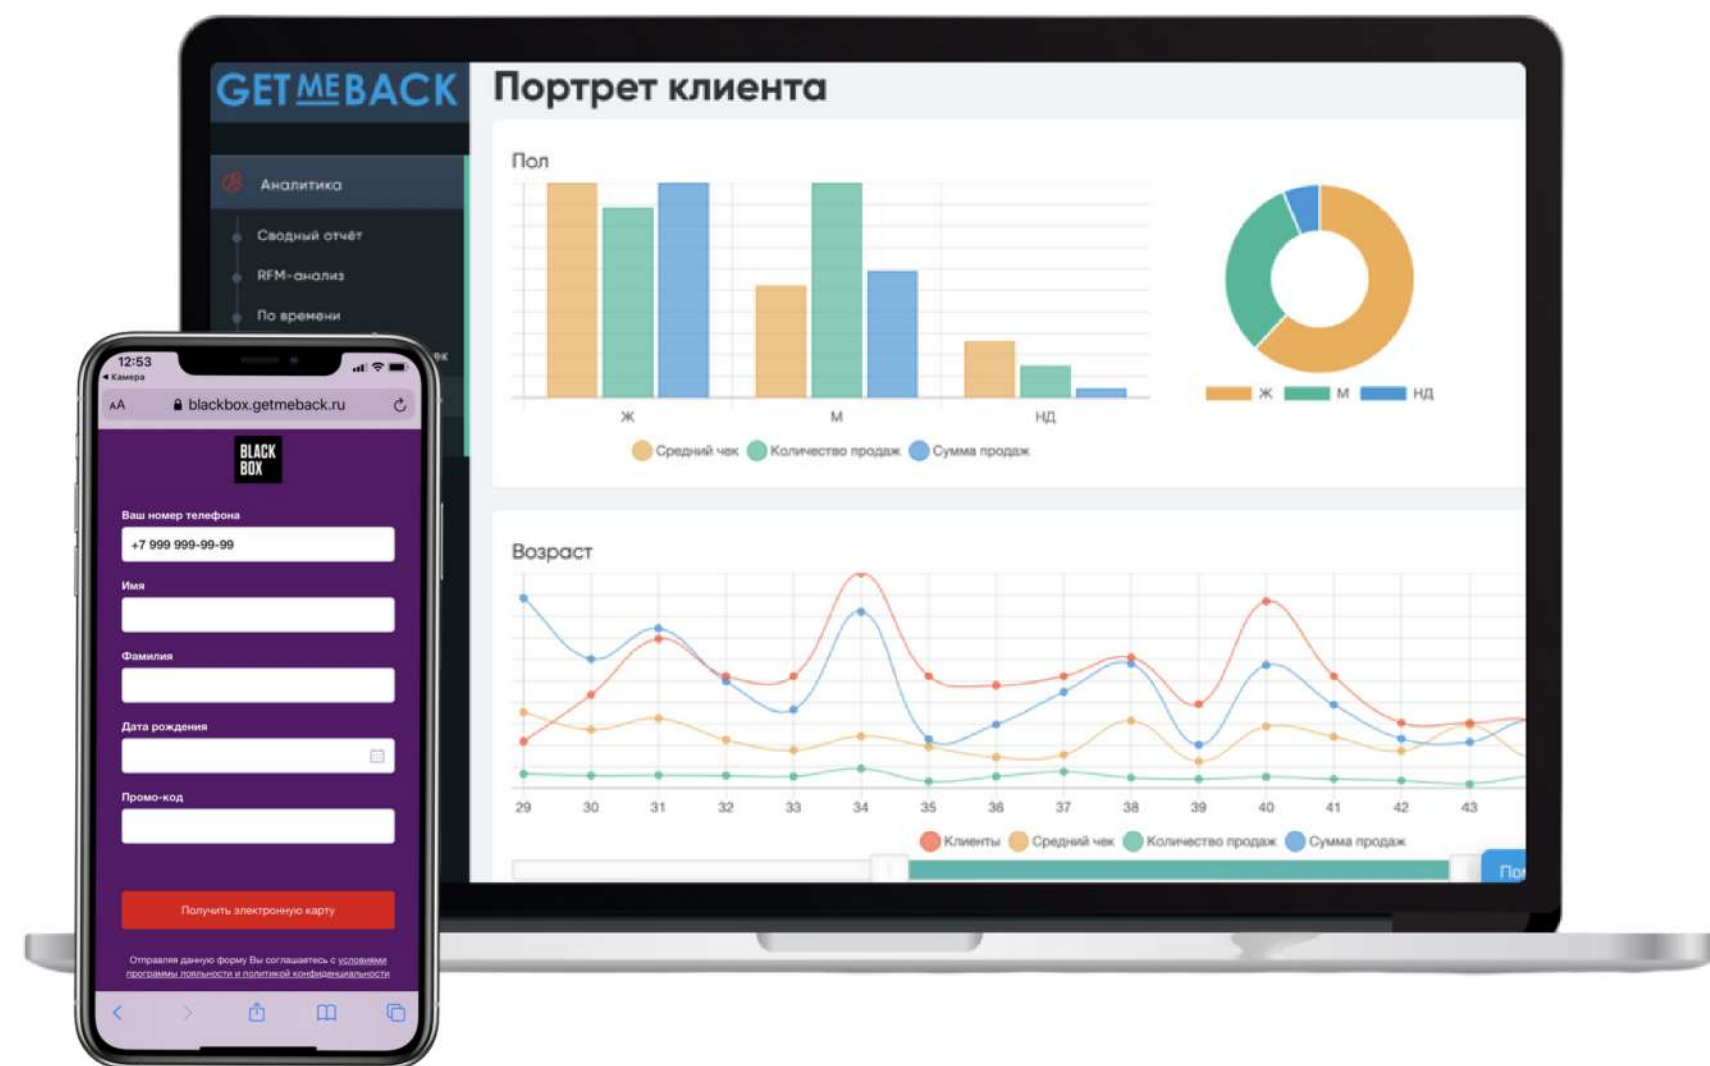 GETMEBACK
Аналитика
Сводный отчёт
RFM-анализ
По времени
Портрет клиента
Пол
Ж М НД
Средний чек Количество продаж Сумма продаж
Ж М НД
Возраст
29 30 31 32 33 34 35 36 37 38 39 40 41 42 43
Клиенты Средний чек Количество продаж Сумма продаж
12:53
Камера
AA blackbox.getmeback.ru
BLACK
BOX
Ваш номер телефона
+7 999 999-99-99
Имя
Фамилия
Дата рождения
Промо-код
Получить электронную карту
Отправляя данную форму Вы соглашаетесь с условиями
программы лояльности и политикой конфиденциальности